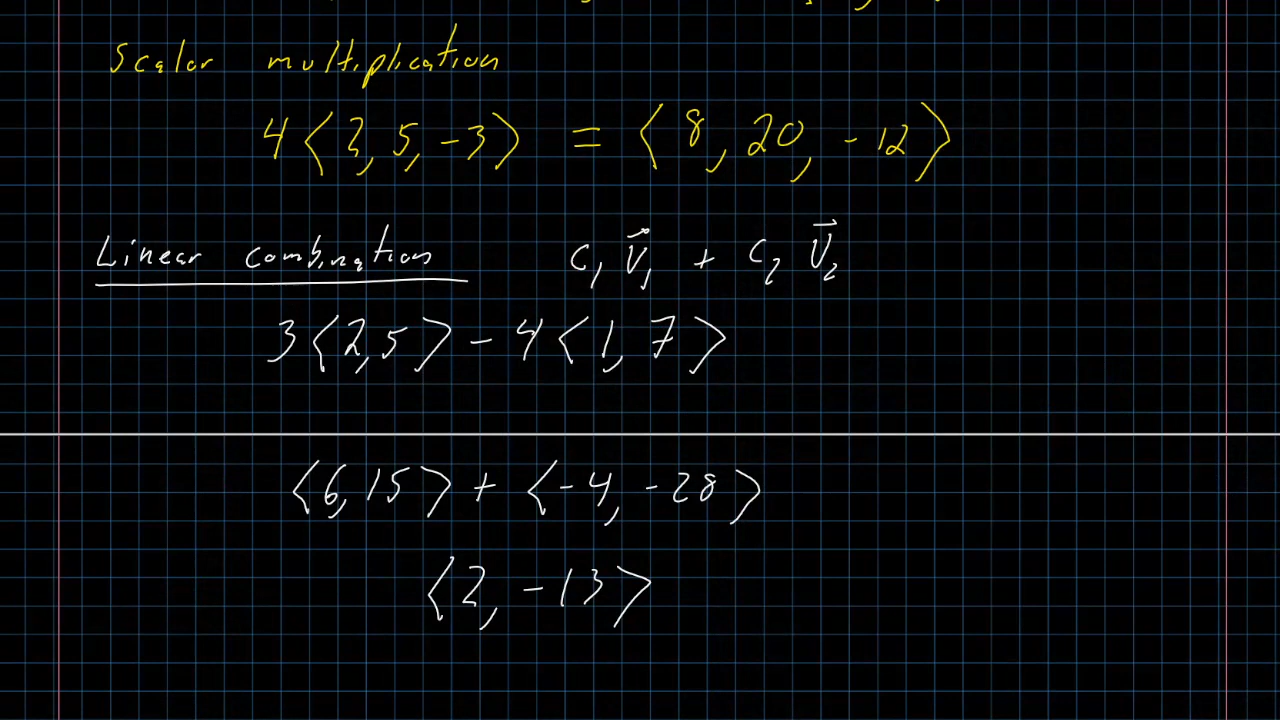 Scalar multiplication
4⟨2, 5, -3⟩ = ⟨8, 20, -12⟩
Linear combination c₁v⃗₁ + c₂v⃗₂
3⟨2,5⟩ - 4⟨1, 7⟩
⟨6, 15⟩ + ⟨-4, -28⟩
⟨2, -13⟩